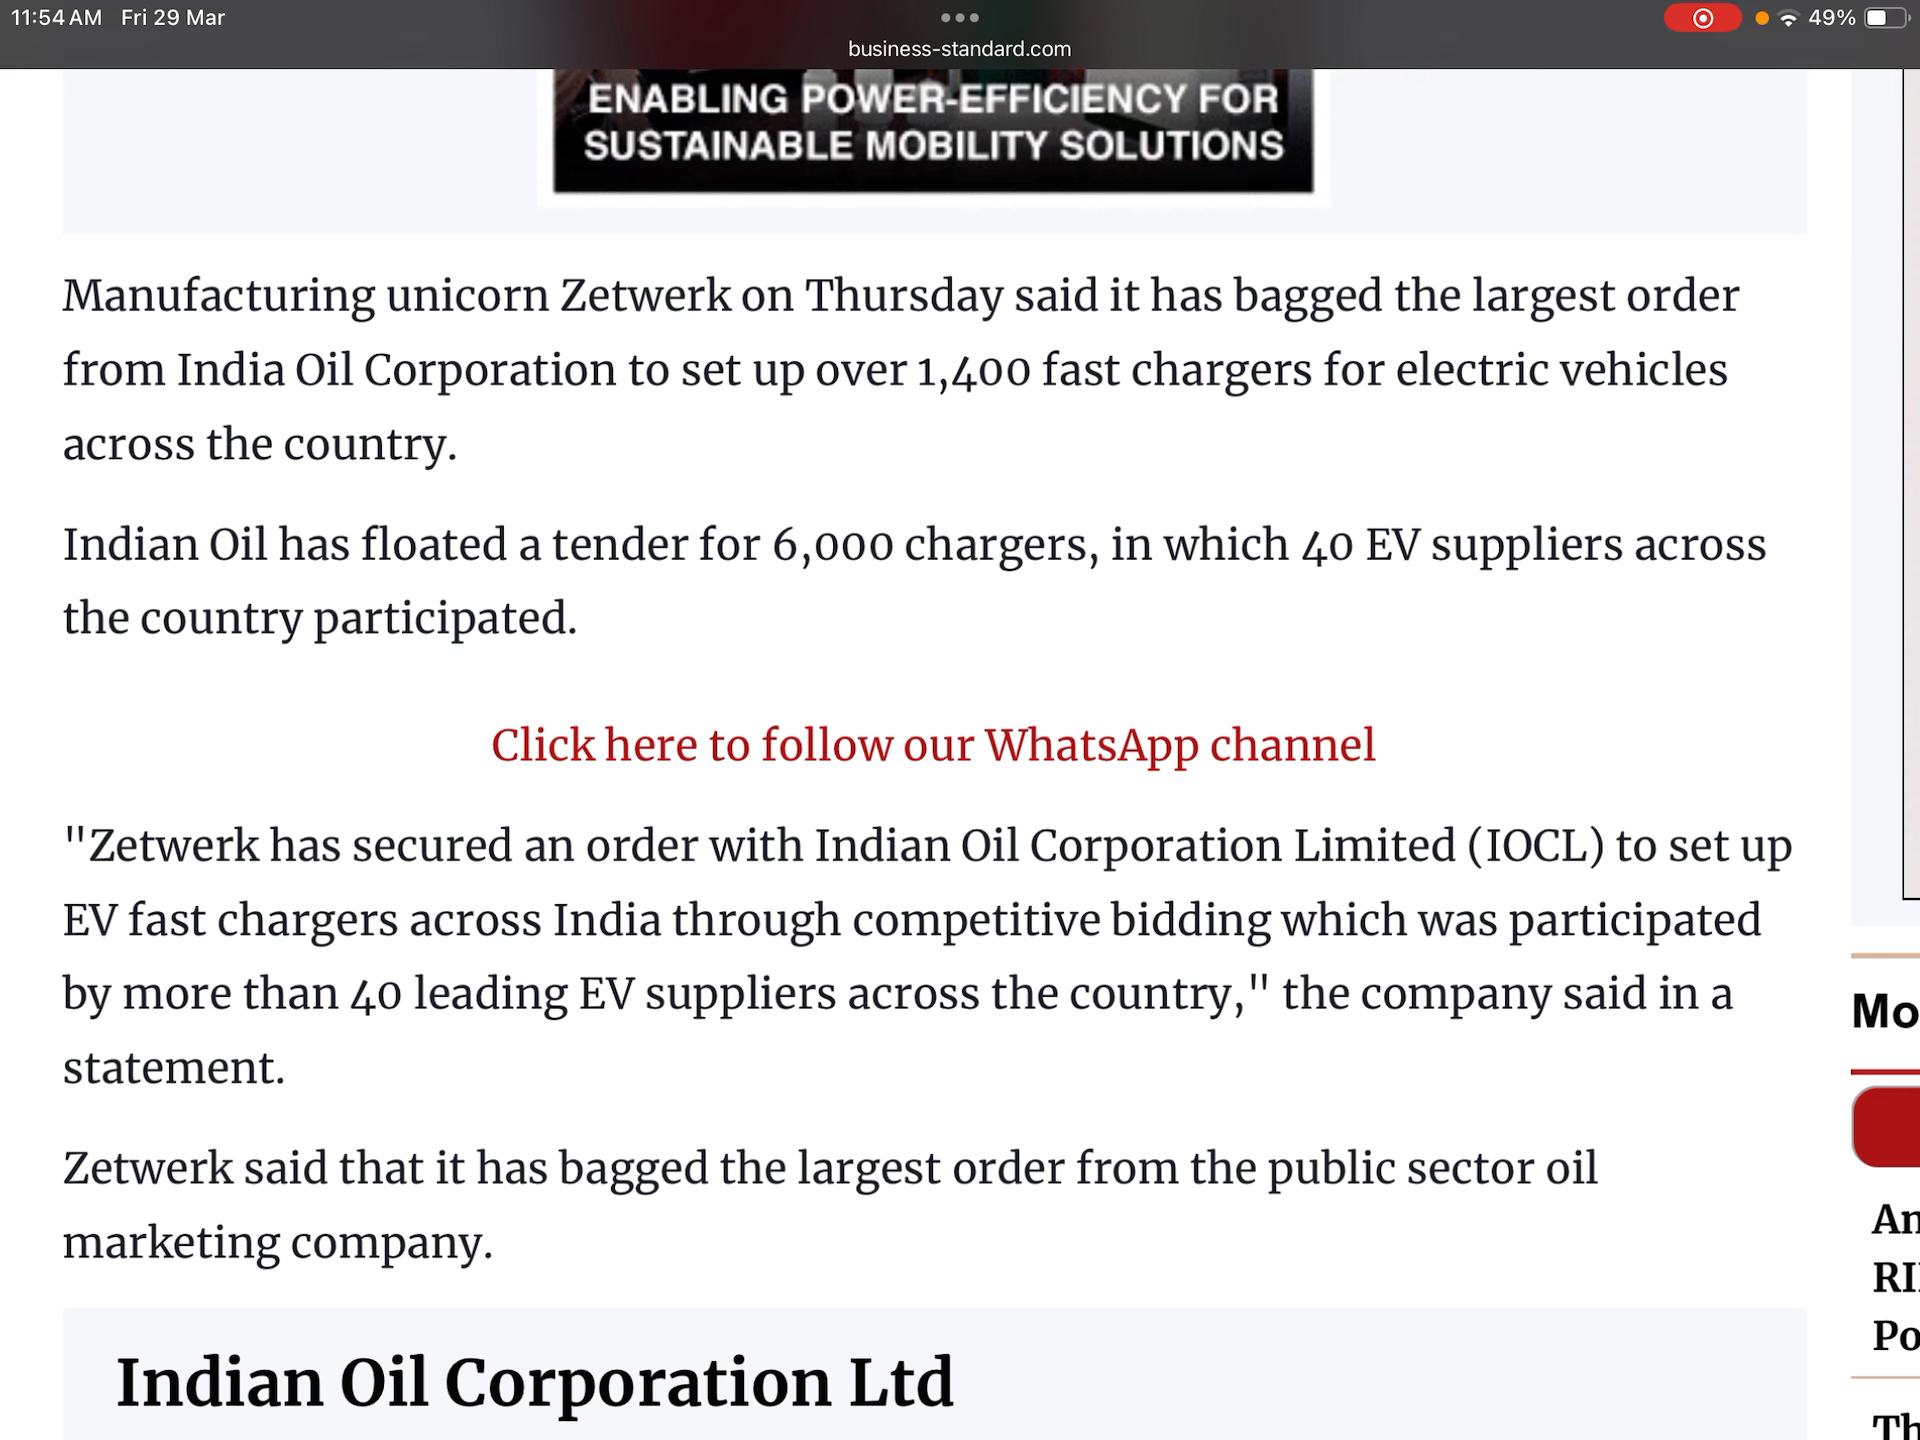 11:54 AM Fri 29 Mar
49%
business-standard.com
ENABLING POWER-EFFICIENCY FOR
SUSTAINABLE MOBILITY SOLUTIONS
Manufacturing unicorn Zetwerk on Thursday said it has bagged the largest order
from India Oil Corporation to set up over 1,400 fast chargers for electric vehicles
across the country.
Indian Oil has floated a tender for 6,000 chargers, in which 40 EV suppliers across
the country participated.
Click here to follow our WhatsApp channel
"Zetwerk has secured an order with Indian Oil Corporation Limited (IOCL) to set up
EV fast chargers across India through competitive bidding which was participated
by more than 40 leading EV suppliers across the country," the company said in a
statement.
Zetwerk said that it has bagged the largest order from the public sector oil
marketing company.
Indian Oil Corporation Ltd
Mo
An
RI
Po
Th